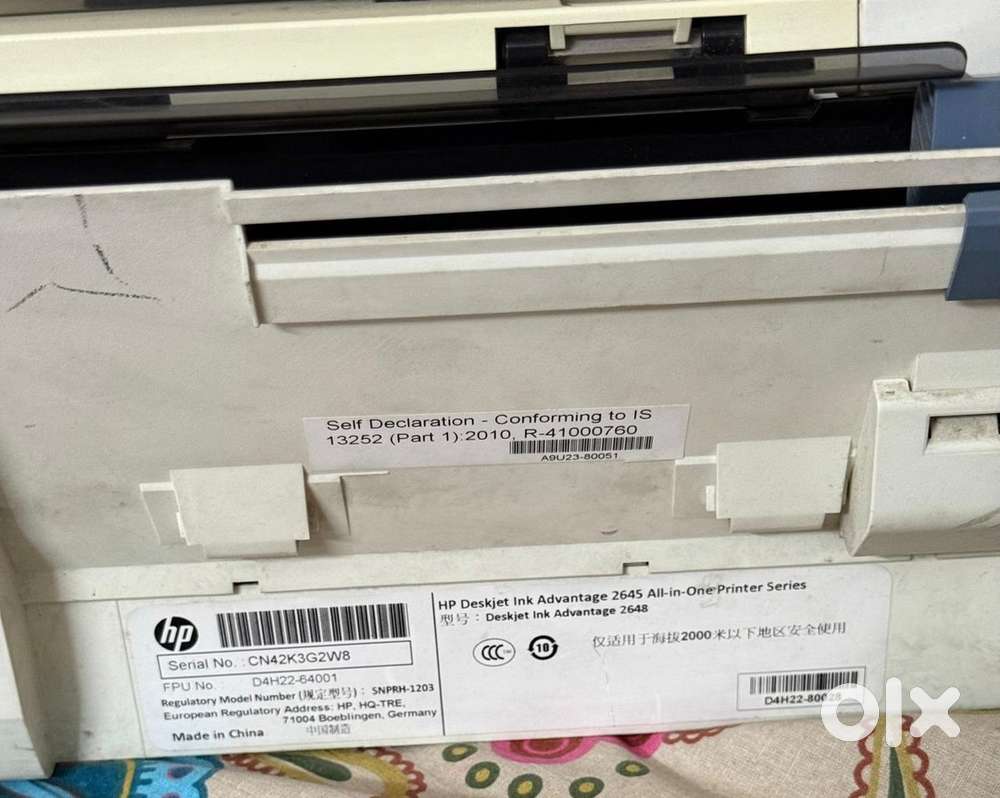 Self Declaration - Conforming to IS
13252 (Part 1):2010, R-41000760
A9U23-80051
hp
Serial No. : CN42K3G2W8
FPU No. D4H22-64001
Regulatory Model Number (规定型号) : SNPRH-1203
European Regulatory Address: HP, HQ-TRE,
71004 Boeblingen, Germany
Made in China 中国制造
HP Deskjet Ink Advantage 2645 All-in-One Printer Series
型号 : Deskjet Ink Advantage 2648
CCC 10 仅适用于海拔2000米以下地区安全使用
D4H22-80028
olx